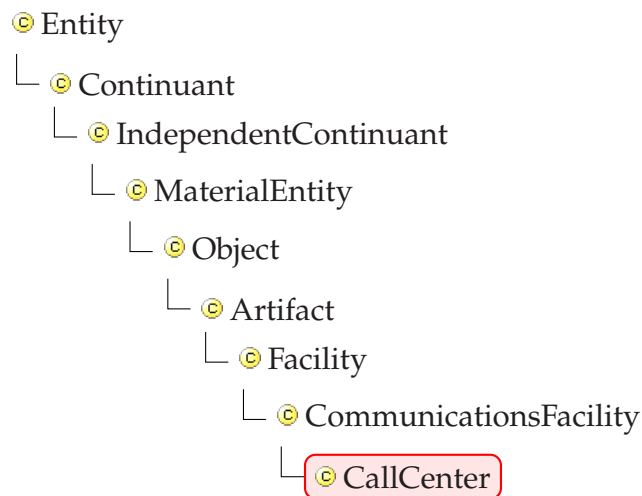 C Entity
C Continuant
C IndependentContinuant
C MaterialEntity
C Object
C Artifact
C Facility
C CommunicationsFacility
C CallCenter